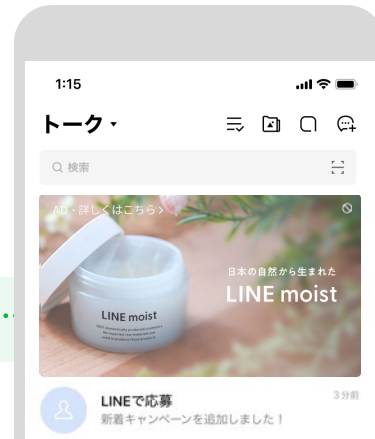 1:15
トーク
検索
AD・詳しくはこちら>
日本の自然から生まれた
LINE moist
LINE moist
LINEで応募
3分前
新着キャンペーンを追加しました！